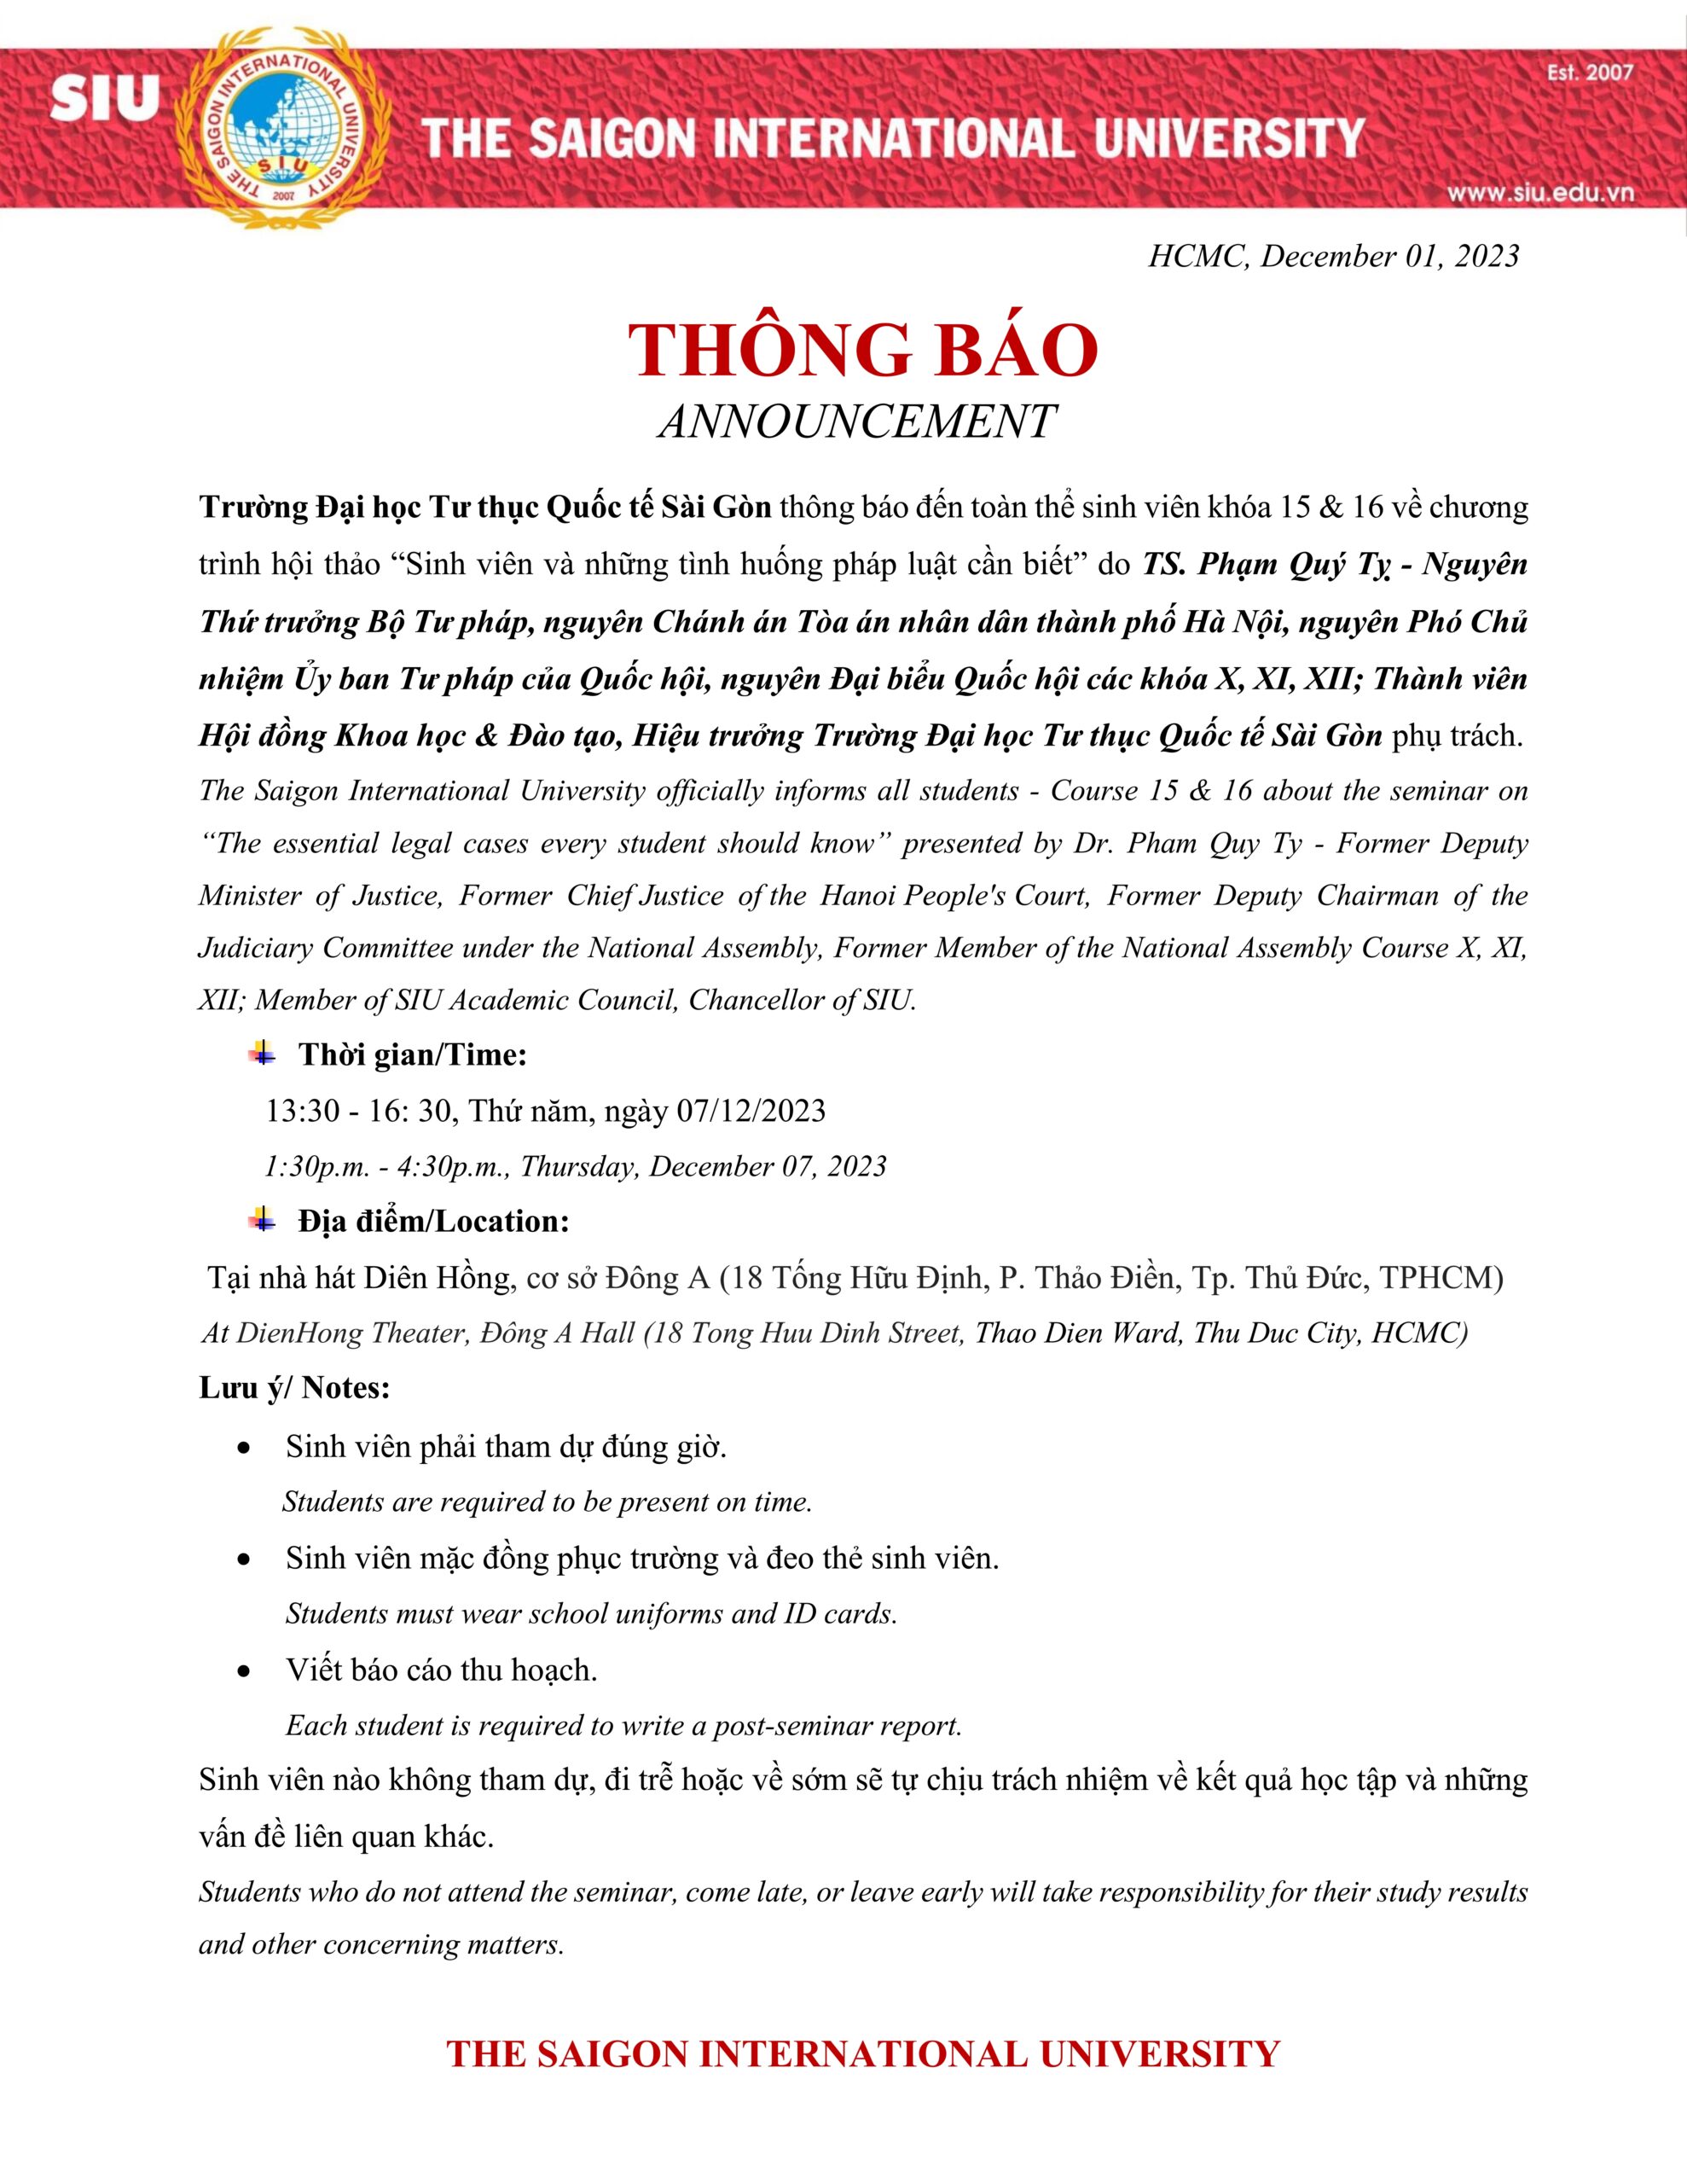 SIU
THE SAIGON INTERNATIONAL UNIVERSITY
SIU
2007
Est. 2007
THE SAIGON INTERNATIONAL UNIVERSITY
www.siu.edu.vn
HCMC, December 01, 2023
THÔNG BÁO
ANNOUNCEMENT
Trường Đại học Tư thục Quốc tế Sài Gòn thông báo đến toàn thể sinh viên khóa 15 & 16 về chương
trình hội thảo “Sinh viên và những tình huống pháp luật cần biết” do TS. Phạm Quý Tỵ - Nguyên
Thứ trưởng Bộ Tư pháp, nguyên Chánh án Tòa án nhân dân thành phố Hà Nội, nguyên Phó Chủ
nhiệm Ủy ban Tư pháp của Quốc hội, nguyên Đại biểu Quốc hội các khóa X, XI, XII; Thành viên
Hội đồng Khoa học & Đào tạo, Hiệu trưởng Trường Đại học Tư thục Quốc tế Sài Gòn phụ trách.
The Saigon International University officially informs all students - Course 15 & 16 about the seminar on
“The essential legal cases every student should know” presented by Dr. Pham Quy Ty - Former Deputy
Minister of Justice, Former Chief Justice of the Hanoi People's Court, Former Deputy Chairman of the
Judiciary Committee under the National Assembly, Former Member of the National Assembly Course X, XI,
XII; Member of SIU Academic Council, Chancellor of SIU.
Thời gian/Time:
13:30 - 16: 30, Thứ năm, ngày 07/12/2023
1:30p.m. - 4:30p.m., Thursday, December 07, 2023
Địa điểm/Location:
Tại nhà hát Diên Hồng, cơ sở Đông A (18 Tống Hữu Định, P. Thảo Điền, Tp. Thủ Đức, TPHCM)
At DienHong Theater, Đông A Hall (18 Tong Huu Dinh Street, Thao Dien Ward, Thu Duc City, HCMC)
Lưu ý/ Notes:
• Sinh viên phải tham dự đúng giờ.
Students are required to be present on time.
• Sinh viên mặc đồng phục trường và đeo thẻ sinh viên.
Students must wear school uniforms and ID cards.
• Viết báo cáo thu hoạch.
Each student is required to write a post-seminar report.
Sinh viên nào không tham dự, đi trễ hoặc về sớm sẽ tự chịu trách nhiệm về kết quả học tập và những
vấn đề liên quan khác.
Students who do not attend the seminar, come late, or leave early will take responsibility for their study results
and other concerning matters.
THE SAIGON INTERNATIONAL UNIVERSITY